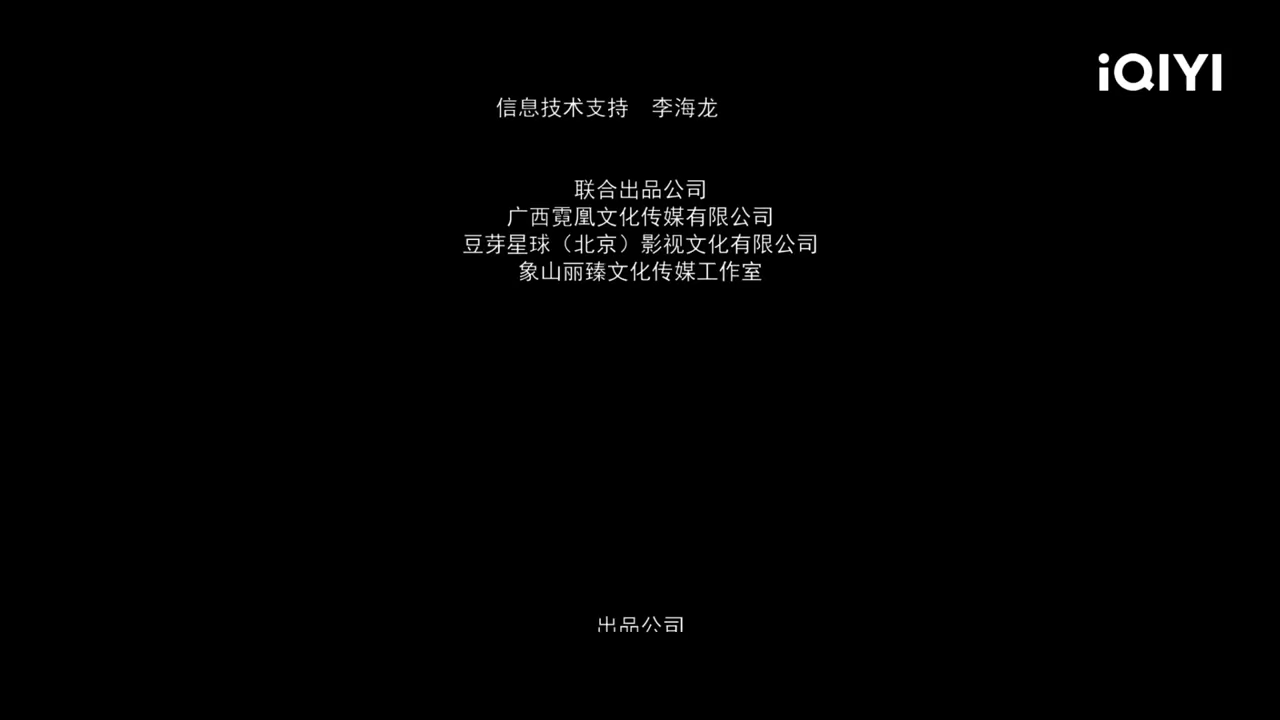 iQIYI
信息技术支持 李海龙
联合出品公司
广西霓凰文化传媒有限公司
豆芽星球（北京）影视文化有限公司
象山丽臻文化传媒工作室
出品公司